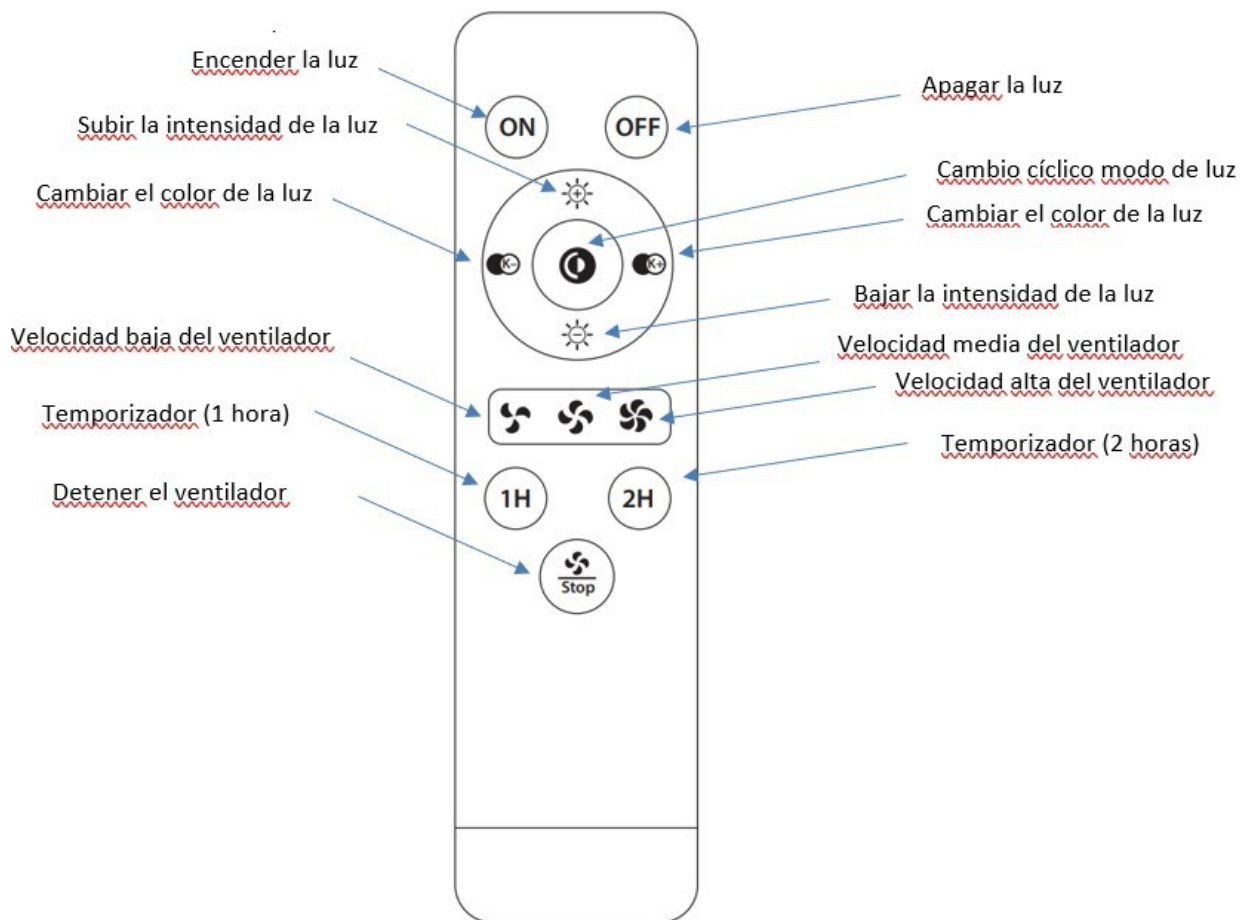 Encender la luz
Apagar la luz
ON
OFF
Subir la intensidad de la luz
Cambio cíclico modo de luz
Cambiar el color de la luz
Cambiar el color de la luz
K-
K+
Bajar la intensidad de la luz
Velocidad baja del ventilador
Velocidad media del ventilador
Velocidad alta del ventilador
Temporizador (1 hora)
Temporizador (2 horas)
Detener el ventilador
1H
2H
Stop